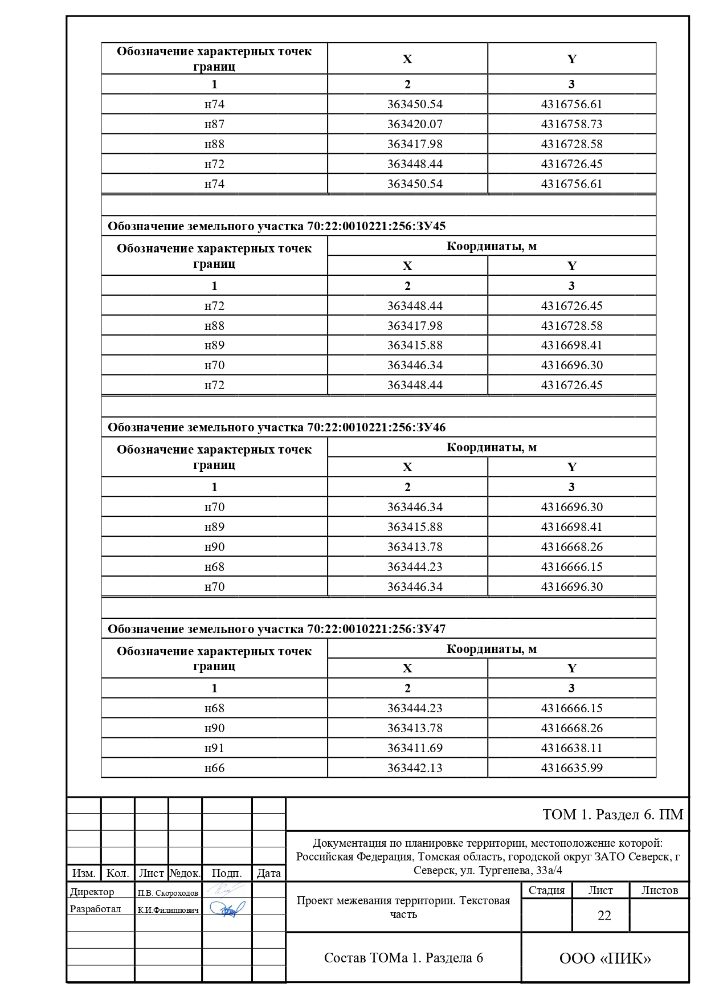 Обозначение характерных точек границ X Y
1 2 3
н74 363450.54 4316756.61
н87 363420.07 4316758.73
н88 363417.98 4316728.58
н72 363448.44 4316726.45
н74 363450.54 4316756.61
Обозначение земельного участка 70:22:0010221:256:ЗУ45
Обозначение характерных точек границ Координаты, м
X Y
1 2 3
н72 363448.44 4316726.45
н88 363417.98 4316728.58
н89 363415.88 4316698.41
н70 363446.34 4316696.30
н72 363448.44 4316726.45
Обозначение земельного участка 70:22:0010221:256:ЗУ46
Обозначение характерных точек границ Координаты, м
X Y
1 2 3
н70 363446.34 4316696.30
н89 363415.88 4316698.41
н90 363413.78 4316668.26
н68 363444.23 4316666.15
н70 363446.34 4316696.30
Обозначение земельного участка 70:22:0010221:256:ЗУ47
Обозначение характерных точек границ Координаты, м
X Y
1 2 3
н68 363444.23 4316666.15
н90 363413.78 4316668.26
н91 363411.69 4316638.11
н66 363442.13 4316635.99
ТОМ 1. Раздел 6. ПМ
Документация по планировке территории, местоположение которой:
Российская Федерация, Томская область, городской округ ЗАТО Северск, г
Северск, ул. Тургенева, 33а/4
Изм. Кол. Лист №док. Подп. Дата
Директор П.В. Скороходов
Разработал К.И.Филиппович
Проект межевания территории. Текстовая
часть
Стадия Лист Листов
22
Состав ТОМа 1. Раздела 6
ООО «ПИК»